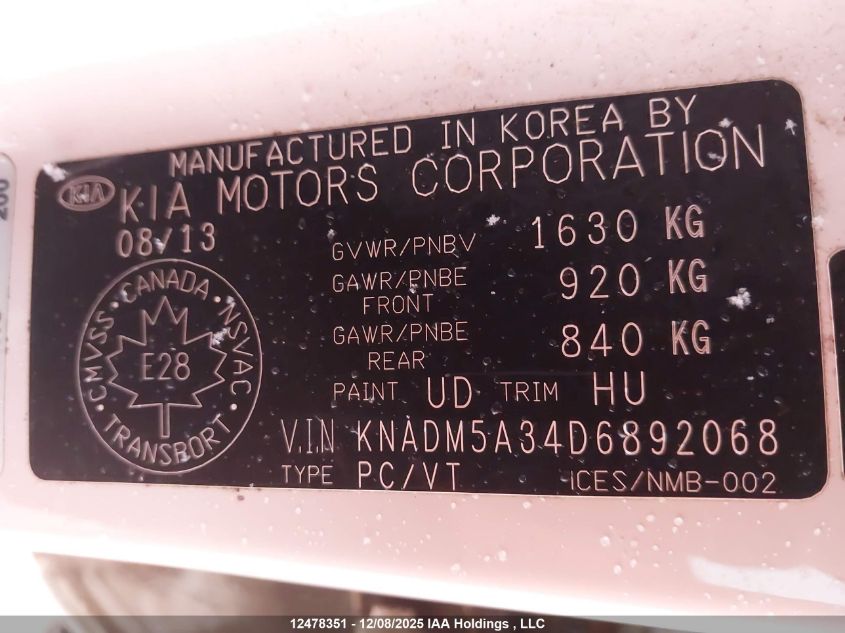 MANUFACTURED IN KOREA BY
KIA KIA MOTORS CORPORATION
08/13
GVWR/PNBV 1630 KG
GAWR/PNBE FRONT 920 KG
GAWR/PNBE REAR 840 KG
PAINT UD TRIM HU
V.I.N KNADM5A34D6892068
TYPE PC/VT ICES/NMB-002
CANADA · NSVAC · TRANSPORT · CMVSS ·
E28
200
12478351 - 12/08/2025 IAA Holdings , LLC